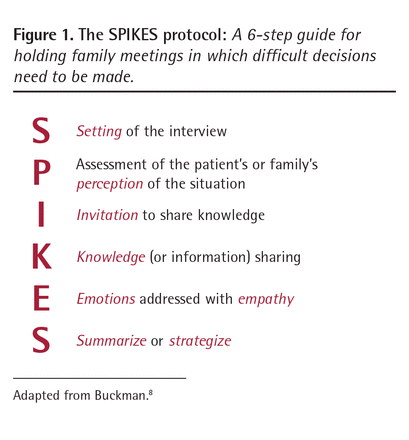 Figure 1. The SPIKES protocol: A 6-step guide for
holding family meetings in which difficult decisions
need to be made.
S Setting of the interview
Assessment of the patient's or family's
P perception of the situation
I Invitation to share knowledge
K Knowledge (or information) sharing
E Emotions addressed with empathy
S Summarize or strategize
Adapted from Buckman.8